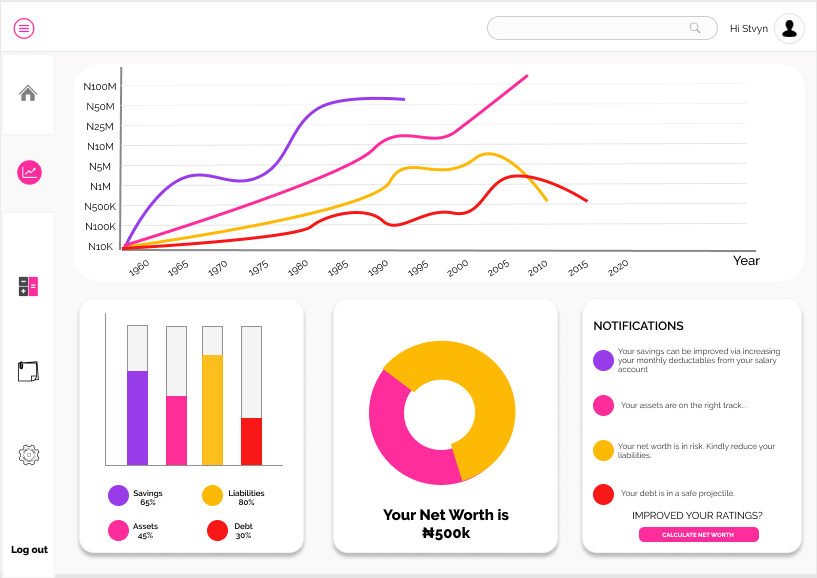 Hi Stvyn
N100M
N50M
N25M
N10M
N5M
N1M
N500K
N100K
N10K
1960
1965
1970
1975
1980
1985
1990
1995
2000
2005
2010
2015
2020
Year
Savings
65%
Liabilities
80%
Assets
45%
Debt
30%
Your Net Worth is
₦500k
NOTIFICATIONS
Your savings can be improved via increasing
your monthly deductables from your salary
account
Your assets are on the right track...
Your net worth is in risk. Kindly reduce your
liabilities.
Your debt is in a safe projectile.
IMPROVED YOUR RATINGS?
CALCULATE NET WORTH
Log out